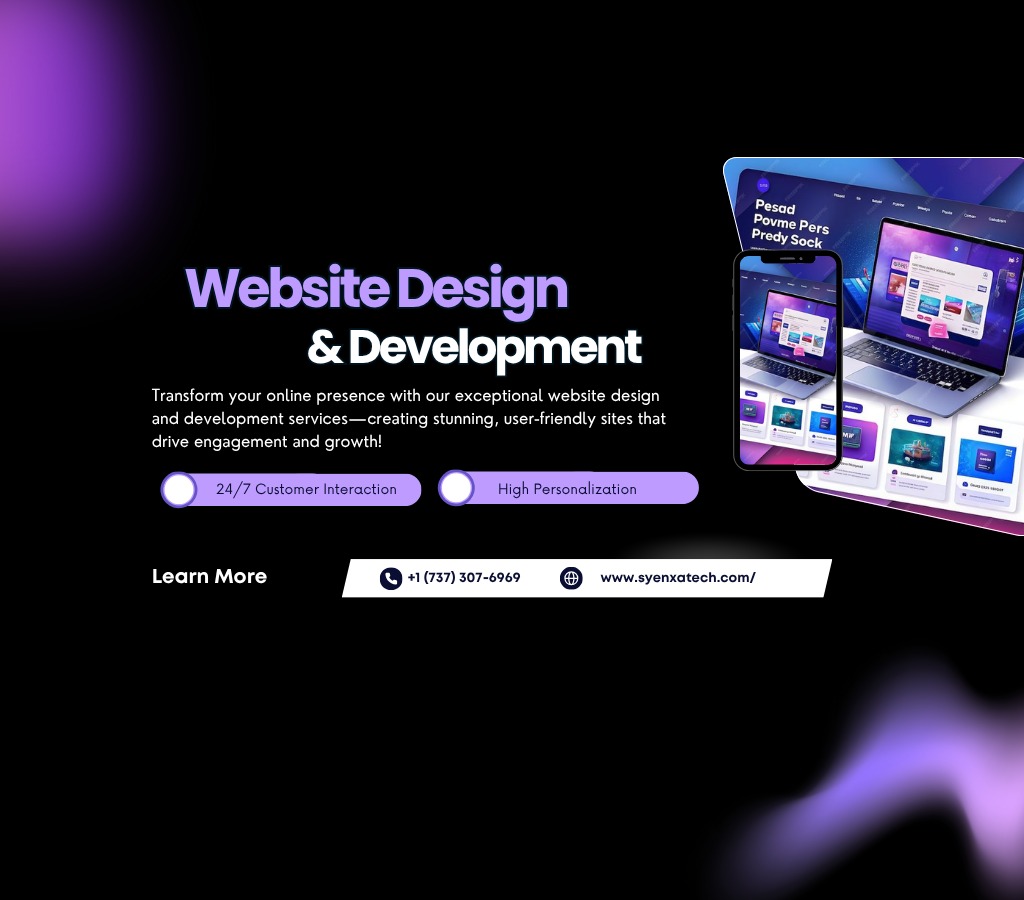 Website Design
& Development
Transform your online presence with our exceptional website design
and development services—creating stunning, user-friendly sites that
drive engagement and growth!
24/7 Customer Interaction
High Personalization
Learn More
+1 (737) 307-6969
www.syenxatech.com/
Pesad
Povme Pers
Predy Sock